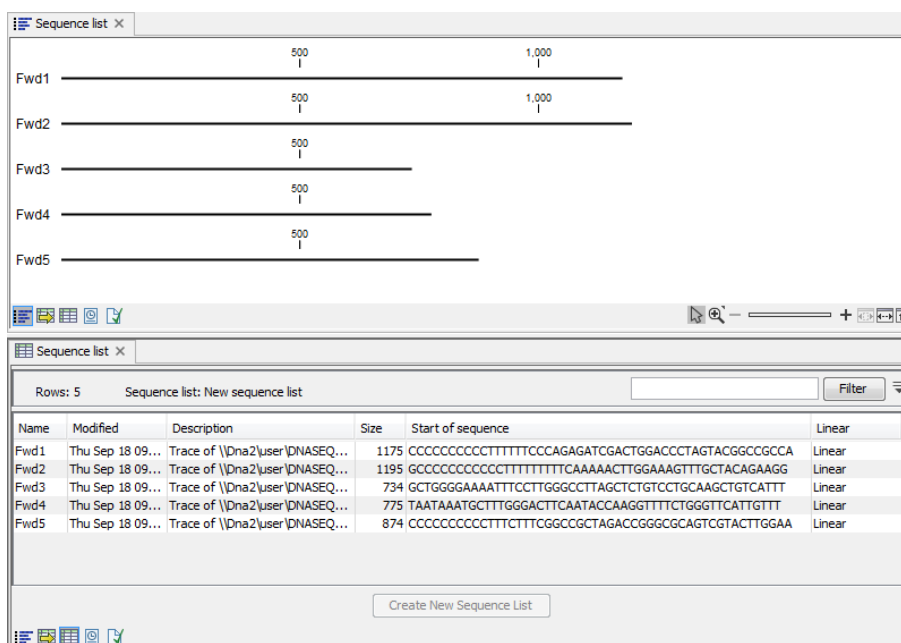 Sequence list
500 1,000
Fwd1
500 1,000
Fwd2
500
Fwd3
500
Fwd4
500
Fwd5
Sequence list
Rows: 5 Sequence list: New sequence list Filter
Name Modified Description Size Start of sequence Linear
Fwd1 Thu Sep 18 09... Trace of \\Dna2\user\DNASEQ... 1175 CCCCCCCCCCTTTTTTCCCAGAGATCGACTGGACCCTAGTACGGCCGCCA Linear
Fwd2 Thu Sep 18 09... Trace of \\Dna2\user\DNASEQ... 1195 GCCCCCCCCCCCTTTTTTTTTCAAAAACTTGGAAAGTTTGCTACAGAAGG Linear
Fwd3 Thu Sep 18 09... Trace of \\Dna2\user\DNASEQ... 734 GCTGGGGAAAATTTCCTTGGGCCTTAGCTCTGTCCTGCAAGCTGTCATTT Linear
Fwd4 Thu Sep 18 09... Trace of \\Dna2\user\DNASEQ... 775 TAATAAATGCTTTGGGACTTCAATACCAAGGTTTTCTGGGTTCATTGTTT Linear
Fwd5 Thu Sep 18 09... Trace of \\Dna2\user\DNASEQ... 874 CCCCCCCCCCTTTCTTTCGGCCGCTAGACCGGGCGCAGTCGTACTTGGAA Linear
Create New Sequence List